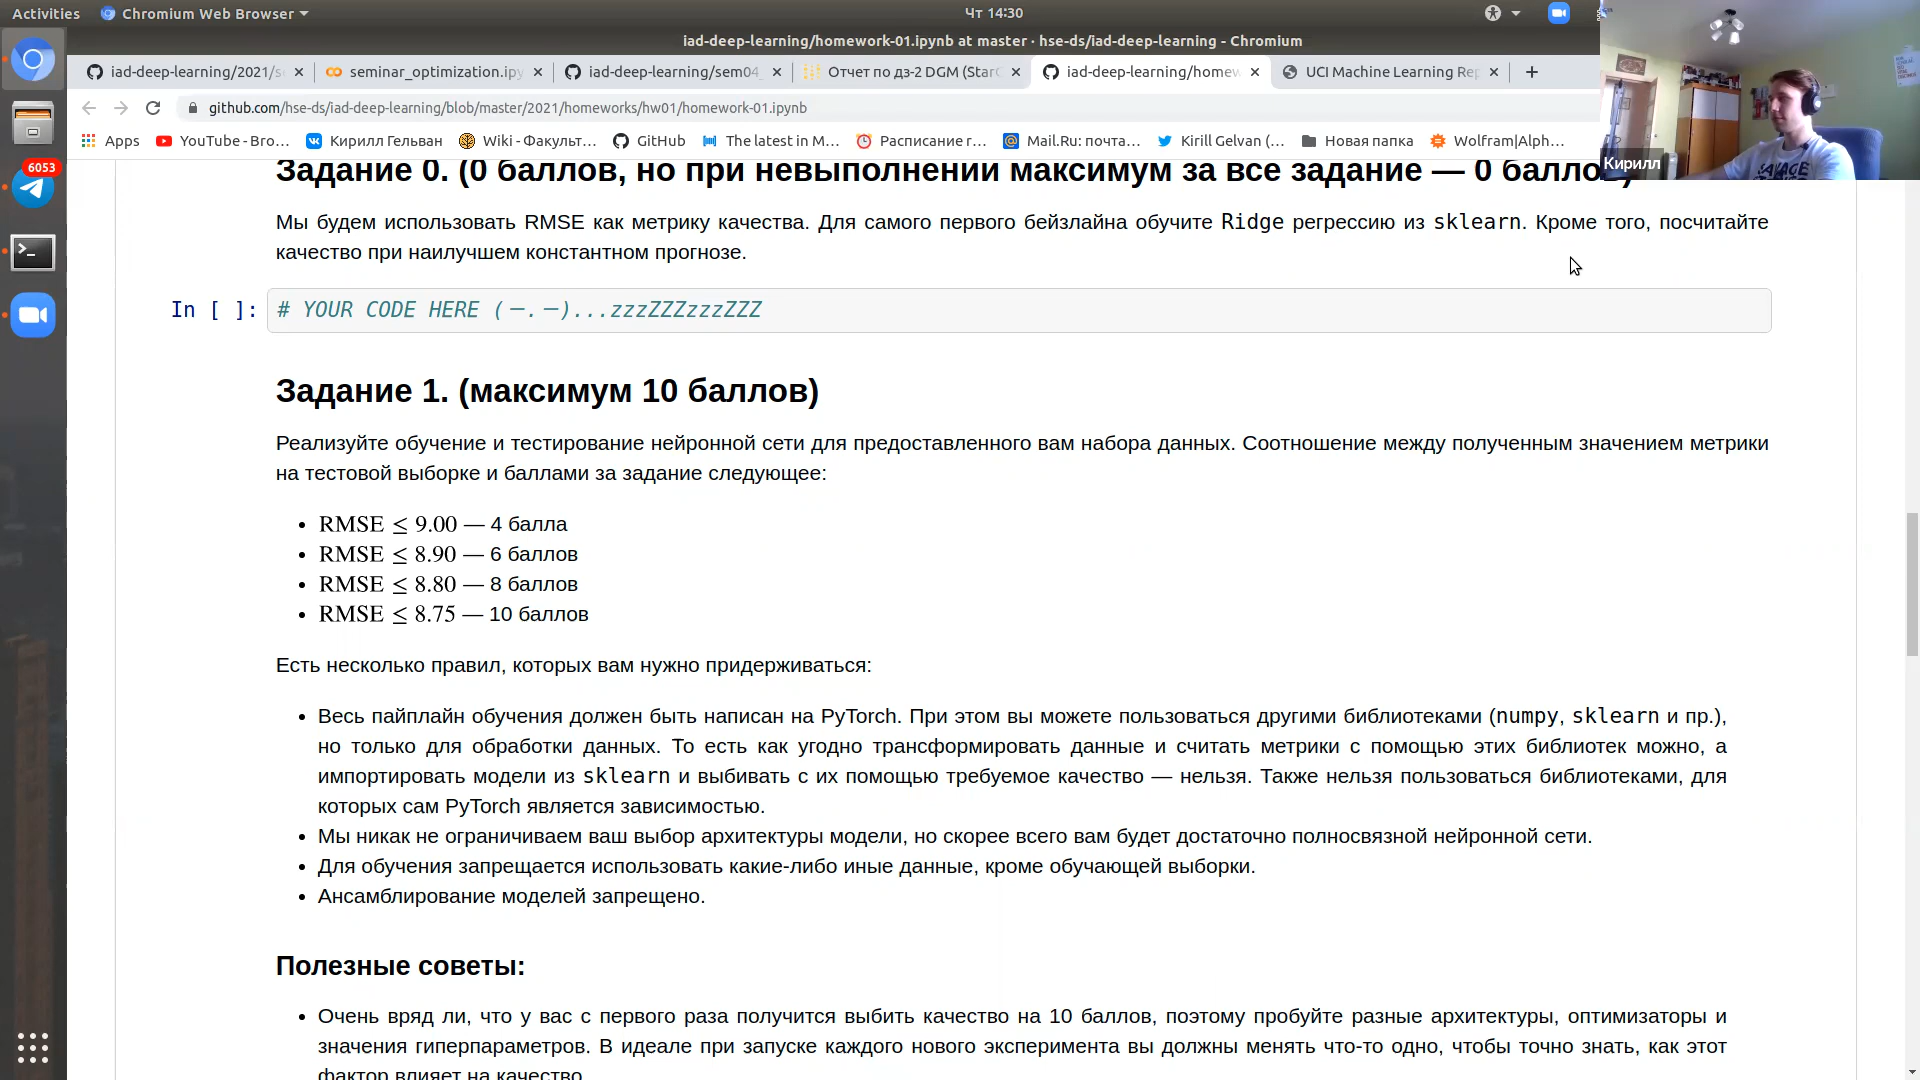 Activities
Chromium Web Browser
Чт 14:30
iad-deep-learning/homework-01.ipynb at master · hse-ds/iad-deep-learning - Chromium
iad-deep-learning/2021/s
seminar_optimization.ipy
iad-deep-learning/sem04_
Отчет по дз-2 DGM (StarG
iad-deep-learning/homew
UCI Machine Learning Rep
github.com/hse-ds/iad-deep-learning/blob/master/2021/homeworks/hw01/homework-01.ipynb
Apps
YouTube - Bro...
Кирилл Гельван
Wiki - Факульт...
GitHub
The latest in M...
Расписание г...
Mail.Ru: почта...
Kirill Gelvan (...
Новая папка
Wolfram|Alph...
Кирилл
6053
Задание 0. (0 баллов, но при невыполнении максимум за все задание — 0 баллов)
Мы будем использовать RMSE как метрику качества. Для самого первого бейзлайна обучите Ridge регрессию из sklearn. Кроме того, посчитайте
качество при наилучшем константном прогнозе.
In [ ]:
# YOUR CODE HERE (－.－)...zzzZZZzzzZZZ
Задание 1. (максимум 10 баллов)
Реализуйте обучение и тестирование нейронной сети для предоставленного вам набора данных. Соотношение между полученным значением метрики
на тестовой выборке и баллами за задание следующее:
• RMSE ≤ 9.00 — 4 балла
• RMSE ≤ 8.90 — 6 баллов
• RMSE ≤ 8.80 — 8 баллов
• RMSE ≤ 8.75 — 10 баллов
Есть несколько правил, которых вам нужно придерживаться:
• Весь пайплайн обучения должен быть написан на PyTorch. При этом вы можете пользоваться другими библиотеками (numpy, sklearn и пр.),
но только для обработки данных. То есть как угодно трансформировать данные и считать метрики с помощью этих библиотек можно, а
импортировать модели из sklearn и выбивать с их помощью требуемое качество — нельзя. Также нельзя пользоваться библиотеками, для
которых сам PyTorch является зависимостью.
• Мы никак не ограничиваем ваш выбор архитектуры модели, но скорее всего вам будет достаточно полносвязной нейронной сети.
• Для обучения запрещается использовать какие-либо иные данные, кроме обучающей выборки.
• Ансамблирование моделей запрещено.
Полезные советы:
• Очень вряд ли, что у вас с первого раза получится выбить качество на 10 баллов, поэтому пробуйте разные архитектуры, оптимизаторы и
значения гиперпараметров. В идеале при запуске каждого нового эксперимента вы должны менять что-то одно, чтобы точно знать, как этот
фактор влияет на качество.